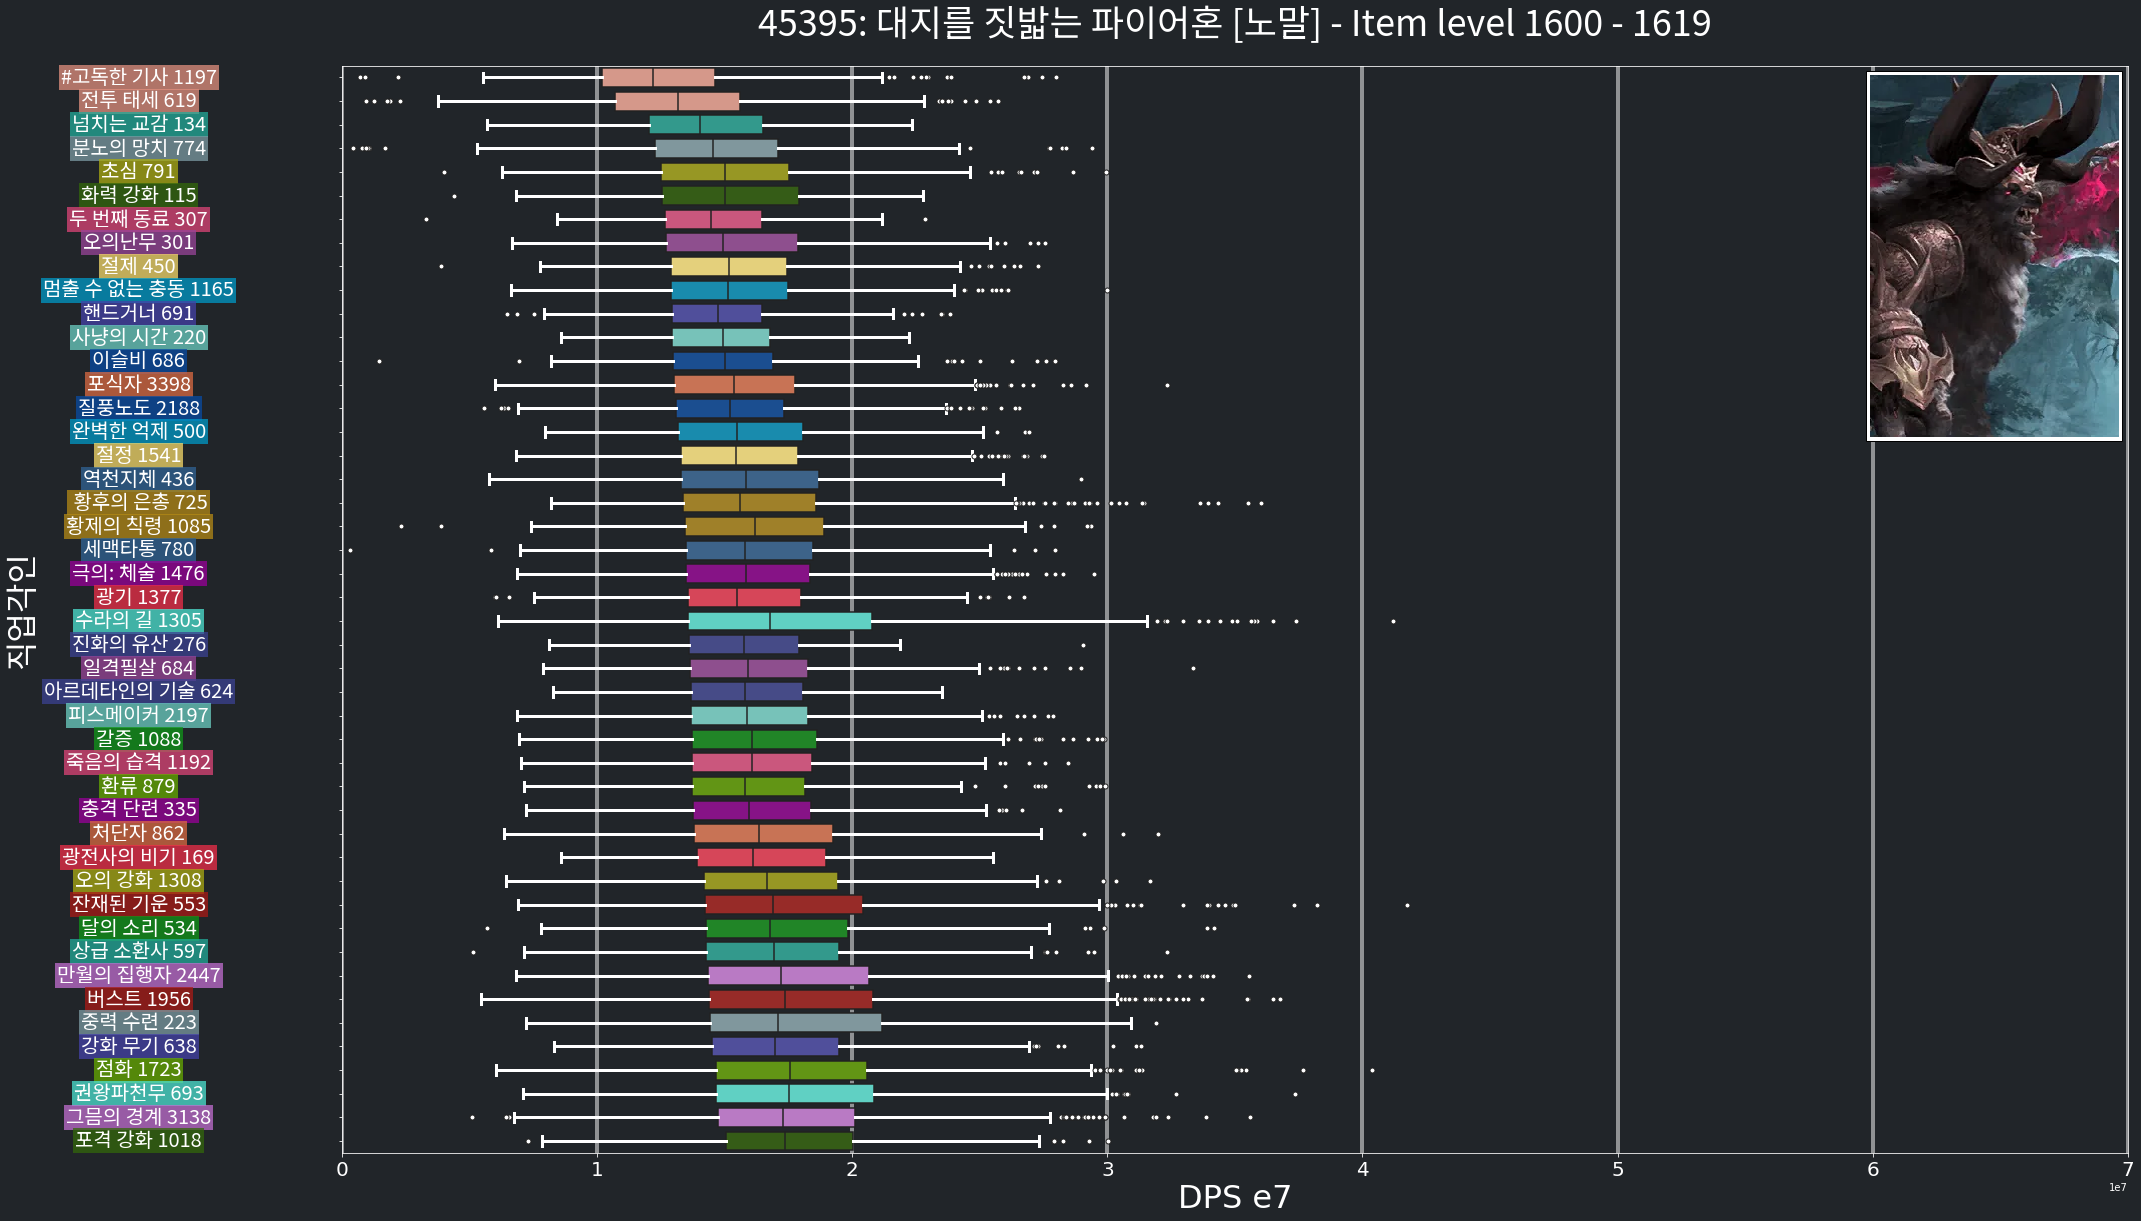 45395: 대지를 짓밟는 파이어혼 [노말] - Item level 1600 - 1619
#고독한 기사 1197
전투 태세 619
넘치는 교감 134
분노의 망치 774
초심 791
화력 강화 115
두 번째 동료 307
오의난무 301
절제 450
멈출 수 없는 충동 1165
핸드거너 691
사냥의 시간 220
이슬비 686
포식자 3398
질풍노도 2188
완벽한 억제 500
절정 1541
역천지체 436
황후의 은총 725
황제의 칙령 1085
세맥타통 780
극의: 체술 1476
광기 1377
수라의 길 1305
진화의 유산 276
일격필살 684
아르데타인의 기술 624
피스메이커 2197
갈증 1088
죽음의 습격 1192
환류 879
충격 단련 335
처단자 862
광전사의 비기 169
오의 강화 1308
잔재된 기운 553
달의 소리 534
상급 소환사 597
만월의 집행자 2447
버스트 1956
중력 수련 223
강화 무기 638
점화 1723
권왕파천무 693
그믐의 경계 3138
포격 강화 1018
직업각인
0 1 2 3 4 5 6 7
DPS e7
1e7